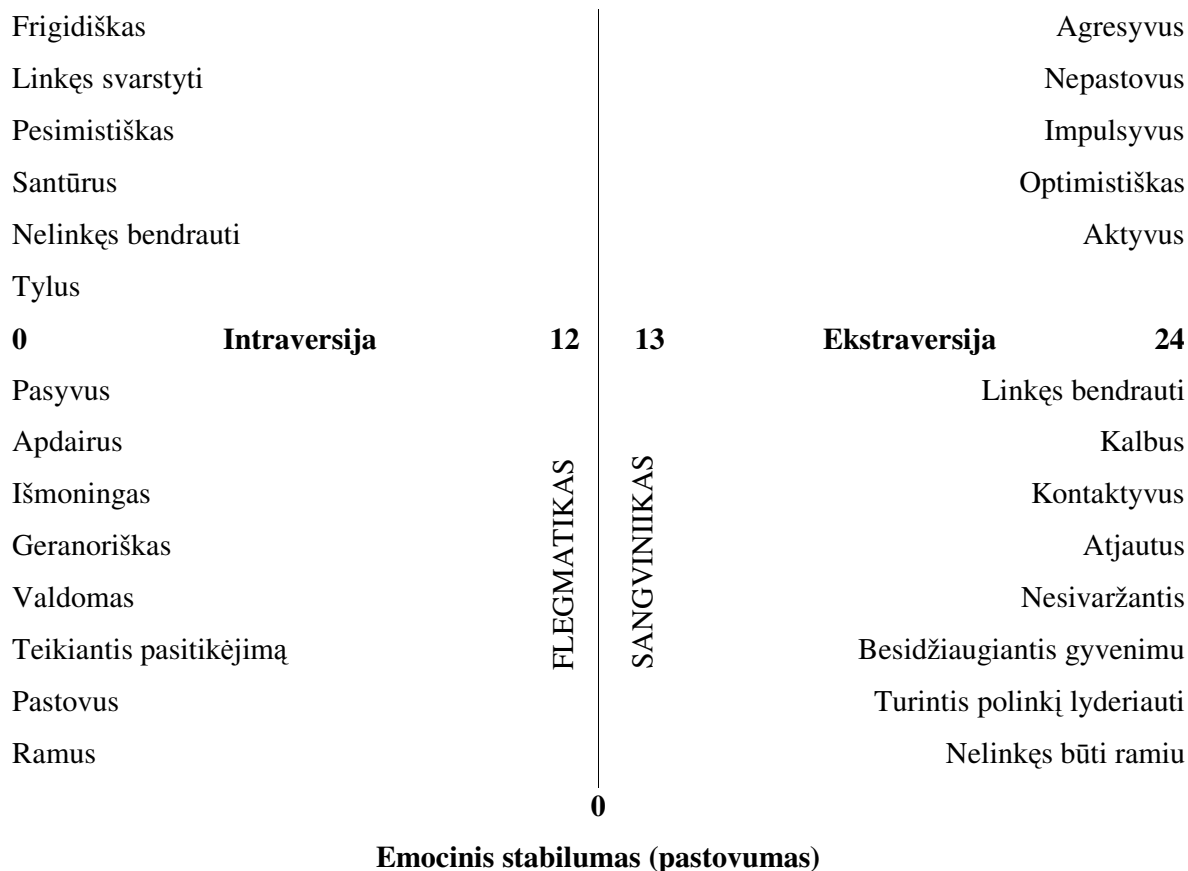 Frigidiškas Agresyvus
Linkęs svarstyti Nepastovus
Pesimistiškas Impulsyvus
Santūrus Optimistiškas
Nelinkęs bendrauti Aktyvus
Tylus
0 Intraversija 12 13 Ekstraversija 24
Pasyvus Linkęs bendrauti
Apdairus Kalbus
Išmoningas Kontaktyvus
Geranoriškas Atjautus
Valdomas Nesivaržantis
Teikiantis pasitikėjimą Besidžiaugiantis gyvenimu
Pastovus Turintis polinkį lyderiauti
Ramus Nelinkęs būti ramiu
FLEGMATIKAS
SANGVINIIKAS
0
Emocinis stabilumas (pastovumas)